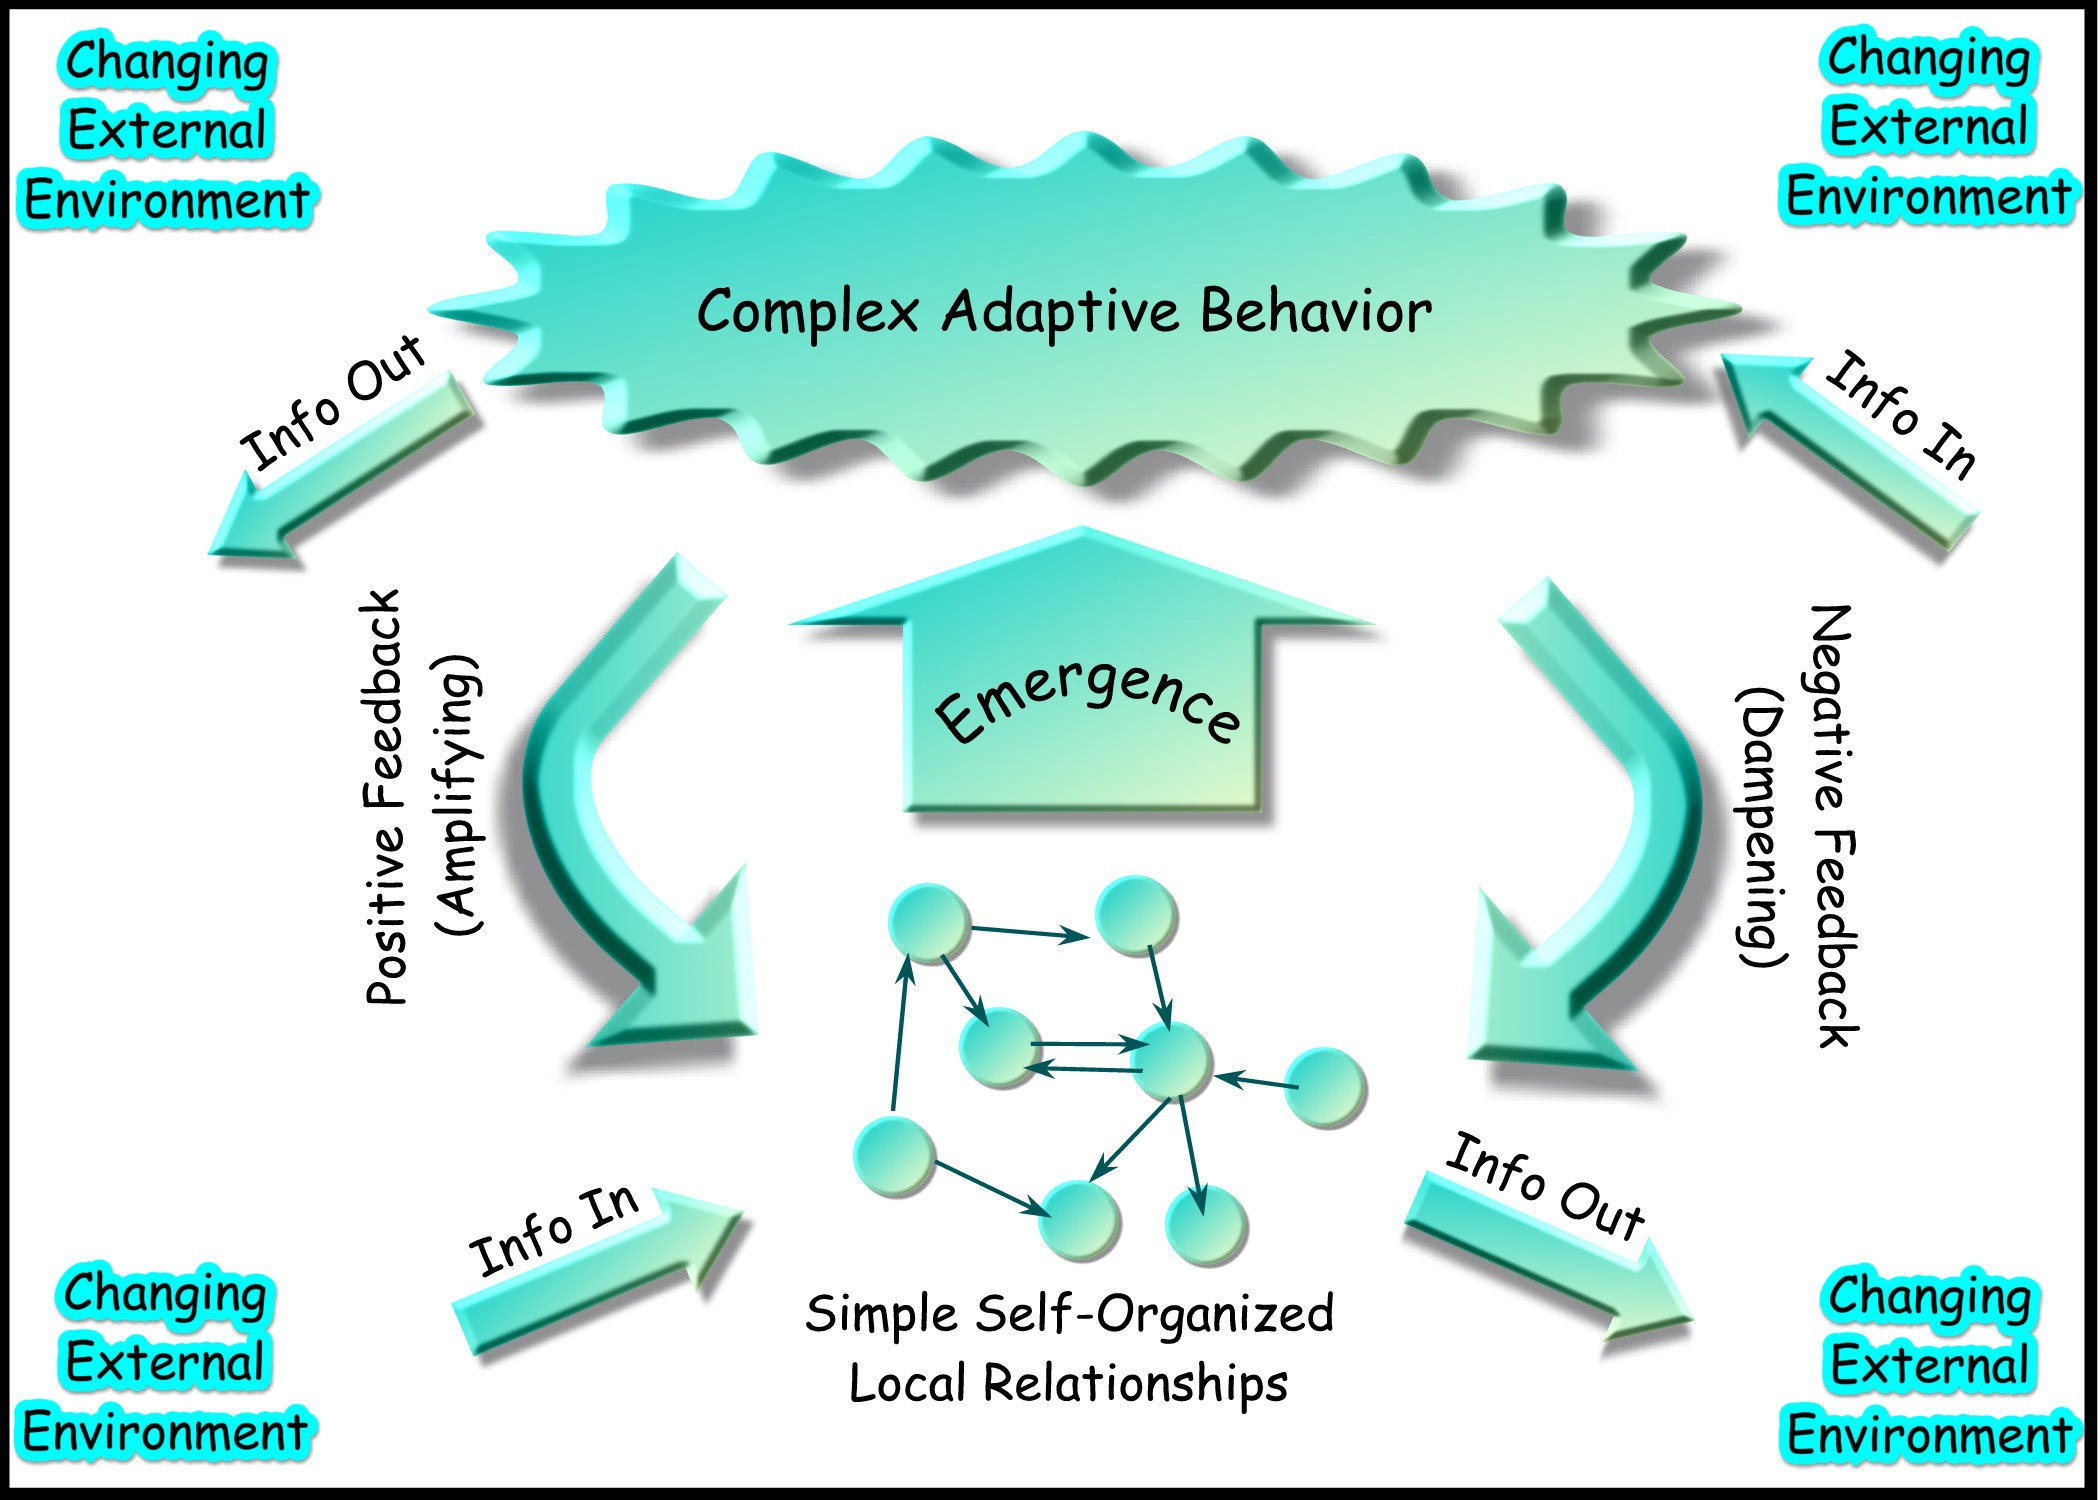 Changing
External
Environment
Changing
External
Environment
Complex Adaptive Behavior
Info Out
Info In
Emergence
Positive Feedback
(Amplifying)
Negative Feedback
(Dampening)
Info In
Info Out
Simple Self-Organized
Local Relationships
Changing
External
Environment
Changing
External
Environment